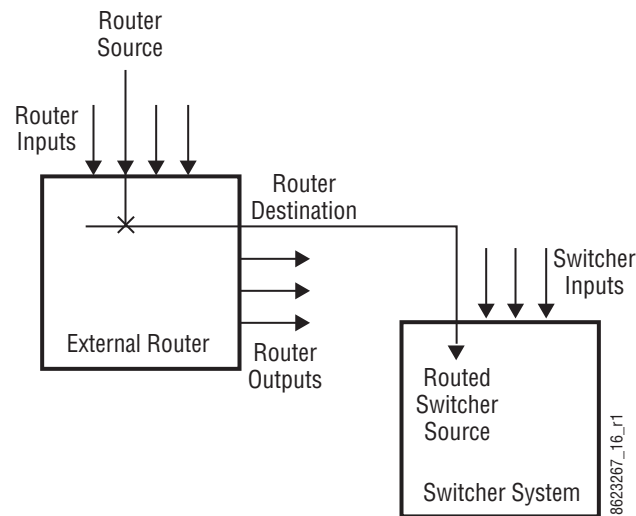 Router
Source
Router
Inputs
Router
Destination
Switcher
Inputs
External Router
Router
Outputs
Routed
Switcher
Source
Switcher System
8623267_16_r1